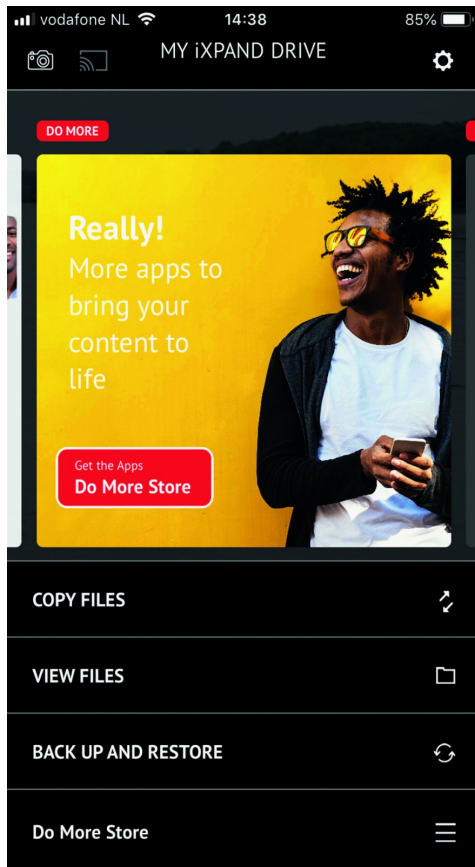 vodafone NL 14:38 85%
MY iXPAND DRIVE
DO MORE
Really!
More apps to
bring your
content to
life
Get the Apps
Do More Store
COPY FILES
VIEW FILES
BACK UP AND RESTORE
Do More Store